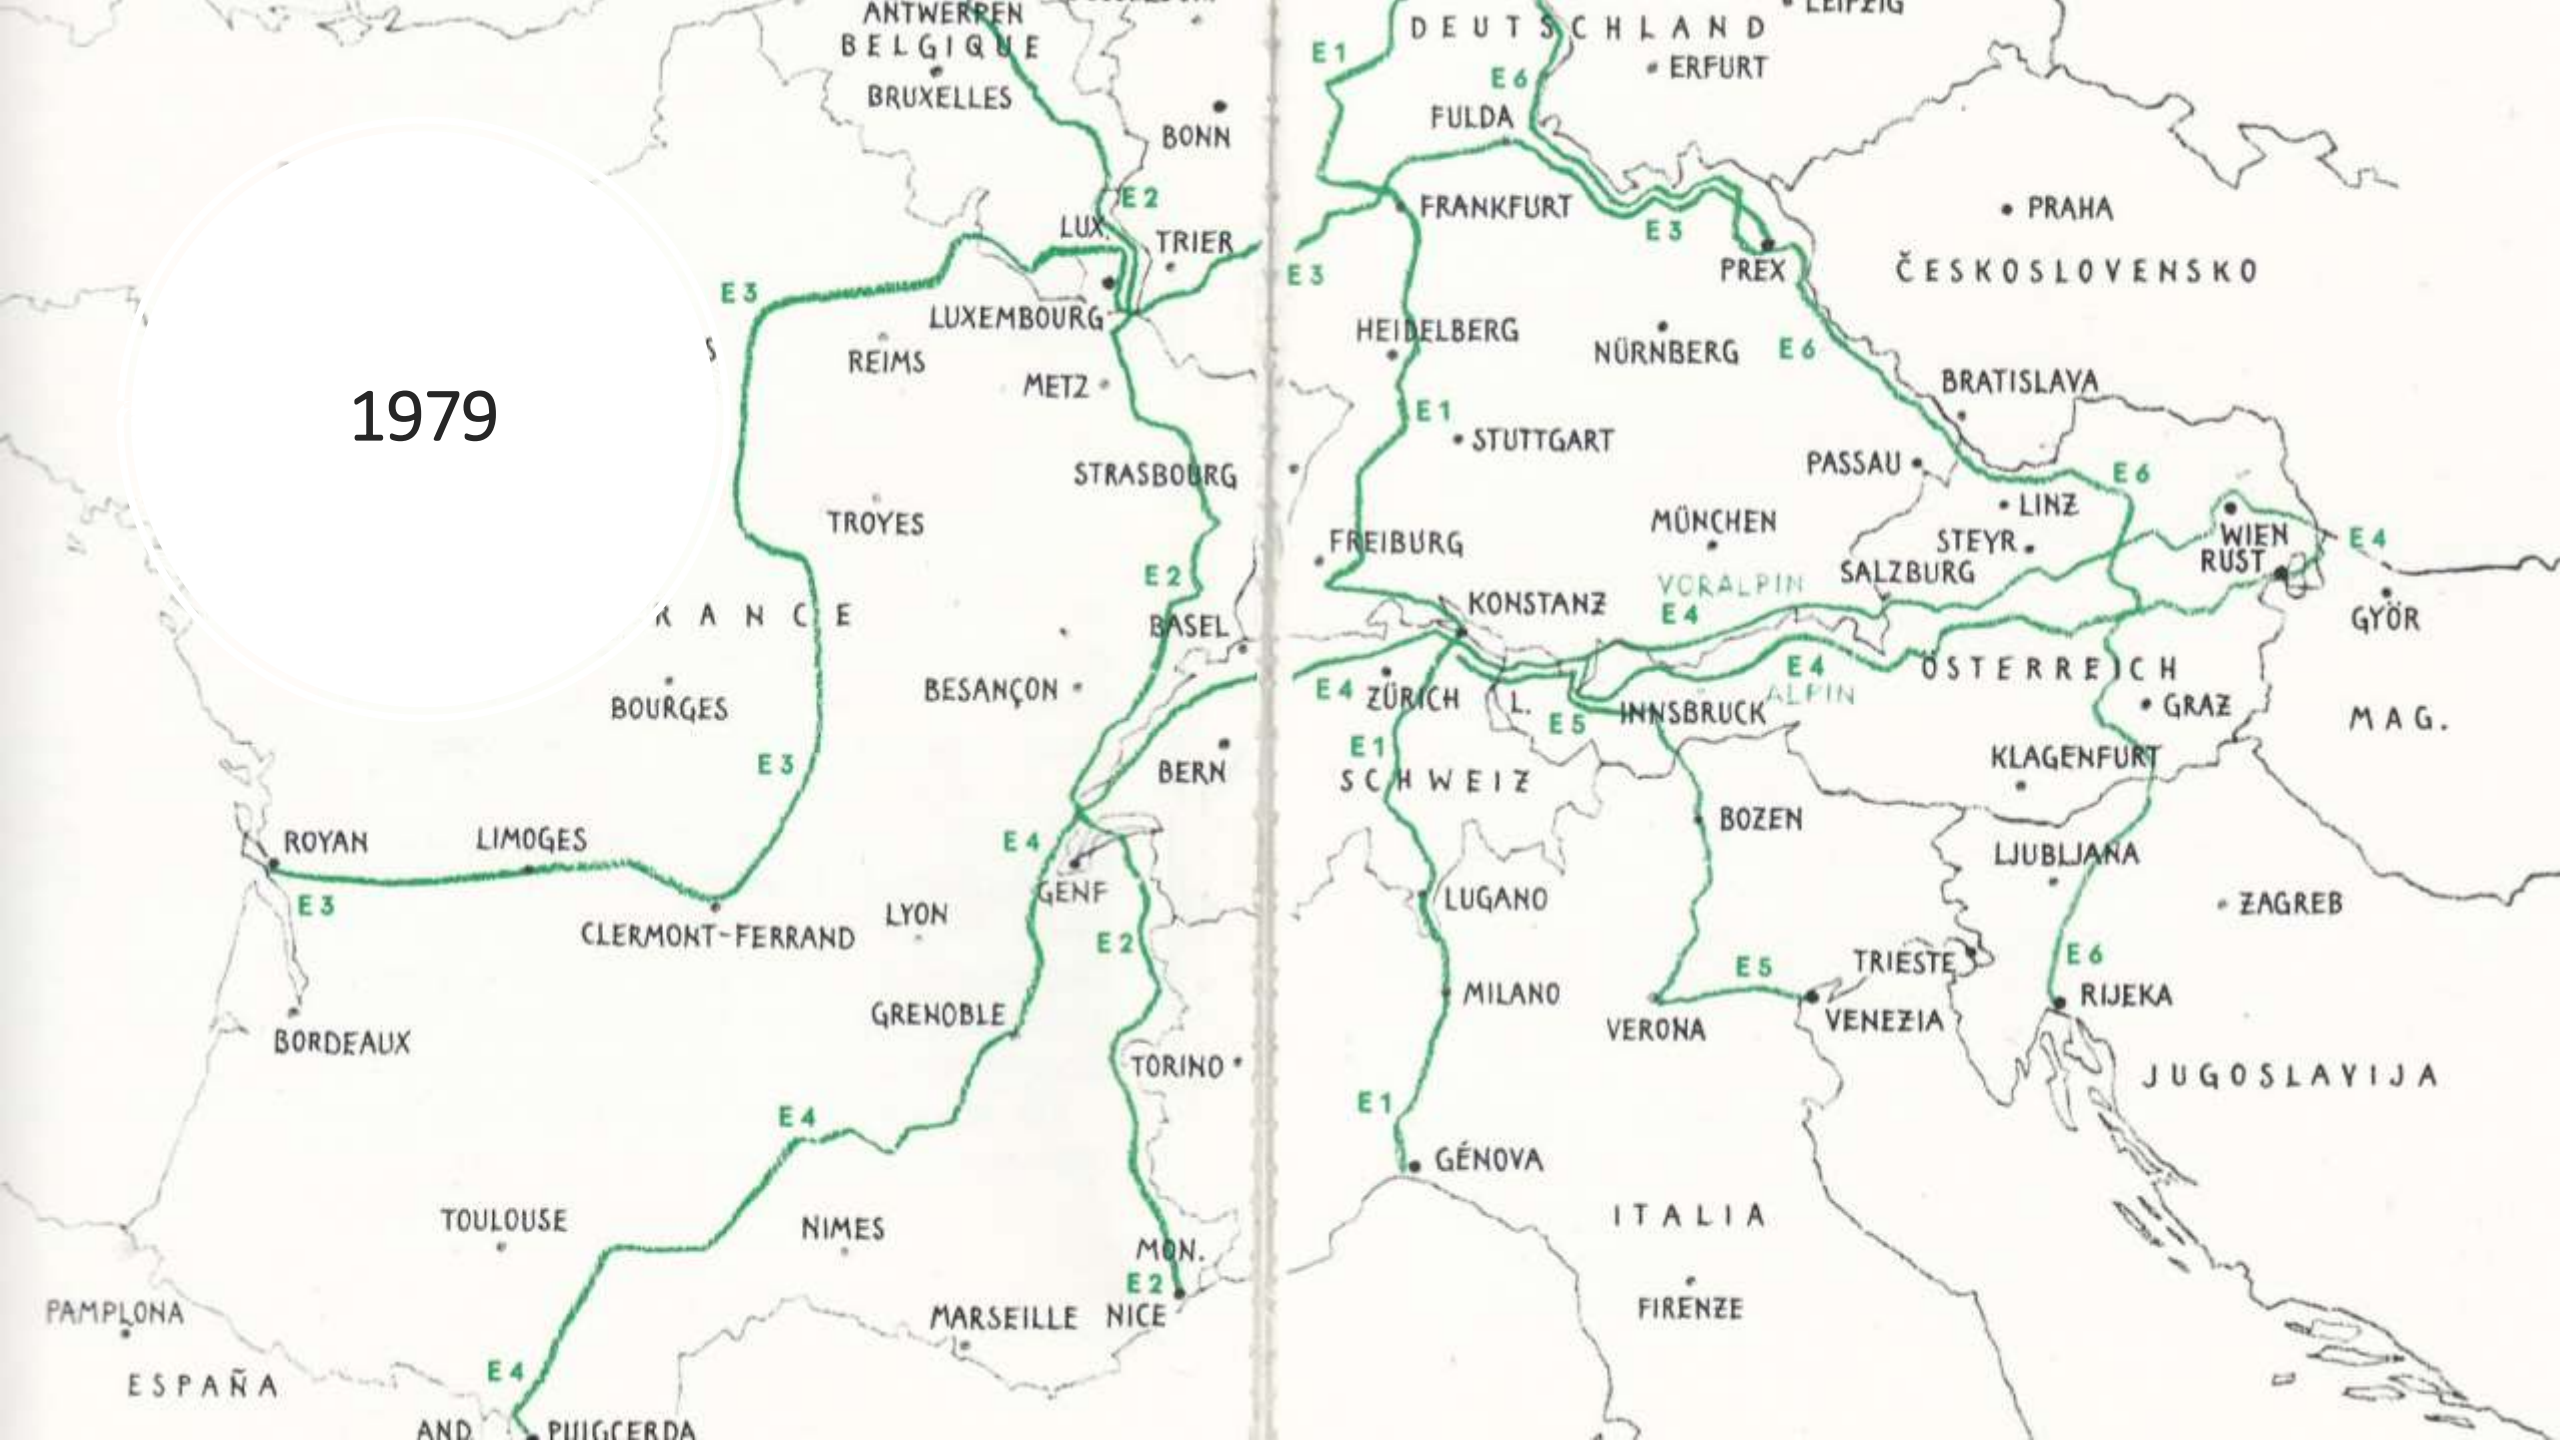 ANTWERPEN
BELGIQUE
BRUXELLES
BONN
E2
LUX.
TRIER
E3
LUXEMBOURG
REIMS
METZ
1979
S
STRASBOURG
TROYES
E2
BASEL
RANCE
BESANÇON
BOURGES
BERN
E3
E4
ROYAN
LIMOGES
GENF
E3
LYON
CLERMONT-FERRAND
E2
GRENOBLE
BORDEAUX
TORINO
E4
TOULOUSE
NIMES
MON.
E2
PAMPLONA
MARSEILLE
NICE
E4
ESPAÑA
AND
PUIGCERDA
LEIPZIG
DEUTSCHLAND
E1
ERFURT
E6
FULDA
FRANKFURT
PRAHA
E3
E3
PREX
ČESKOSLOVENSKO
HEIDELBERG
NÜRNBERG
E6
BRATISLAVA
E1
STUTTGART
PASSAU
E6
LINZ
MÜNCHEN
WIEN
E4
FREIBURG
STEYR
RUST
SALZBURG
VORALPIN
E4
KONSTANZ
GYÖR
E4
ALPIN
ÖSTERREICH
E4
ZÜRICH
L.
E5
INNSBRUCK
GRAZ
MAG.
E1
SCHWEIZ
KLAGENFURT
BOZEN
LJUBLJANA
LUGANO
ZAGREB
E5
TRIESTE
E6
MILANO
RIJEKA
VERONA
VENEZIA
JUGOSLAVIJA
E1
GÉNOVA
ITALIA
FIRENZE